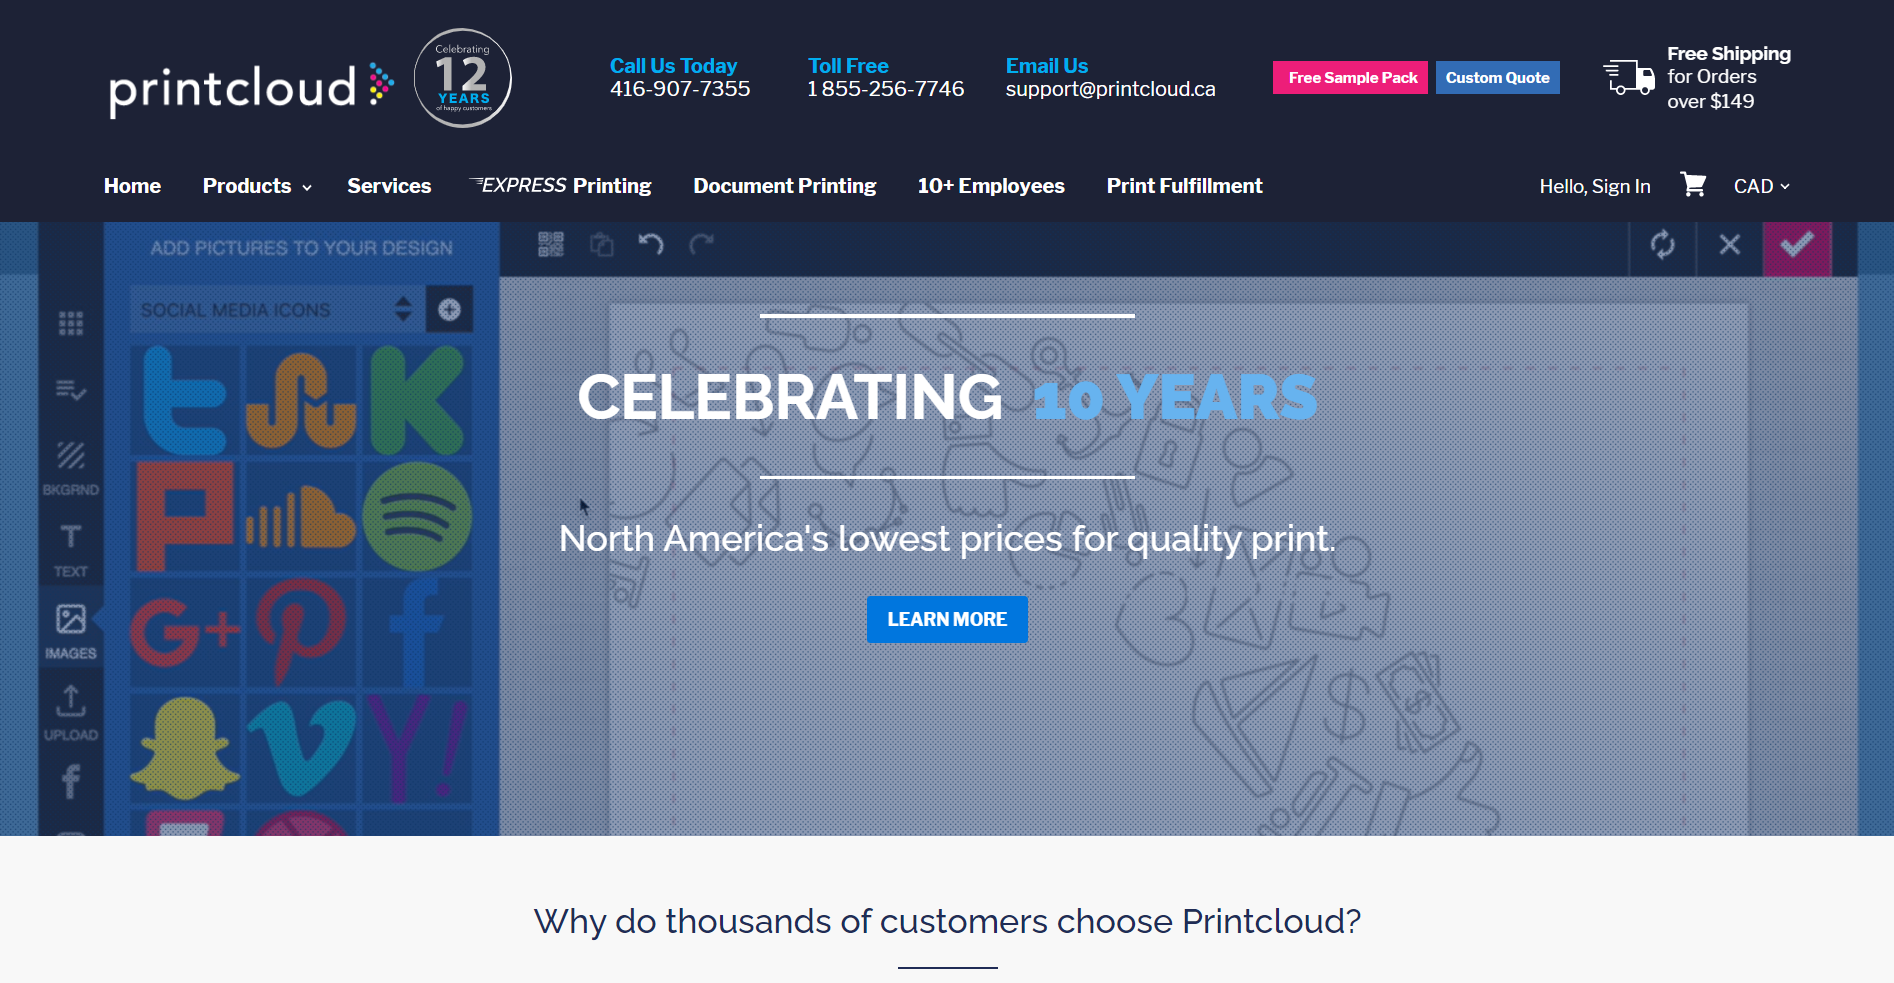 printcloud
Celebrating
12
YEARS
of happy customers
Call Us Today
416-907-7355
Toll Free
1 855-256-7746
Email Us
support@printcloud.ca
Free Sample Pack
Custom Quote
Free Shipping
for Orders
over $149
Home
Products
Services
EXPRESS Printing
Document Printing
10+ Employees
Print Fulfillment
Hello, Sign In
CAD
ADD PICTURES TO YOUR DESIGN
SOCIAL MEDIA ICONS
BKGRND
TEXT
IMAGES
UPLOAD
CELEBRATING 10 YEARS
North America's lowest prices for quality print.
LEARN MORE
Why do thousands of customers choose Printcloud?